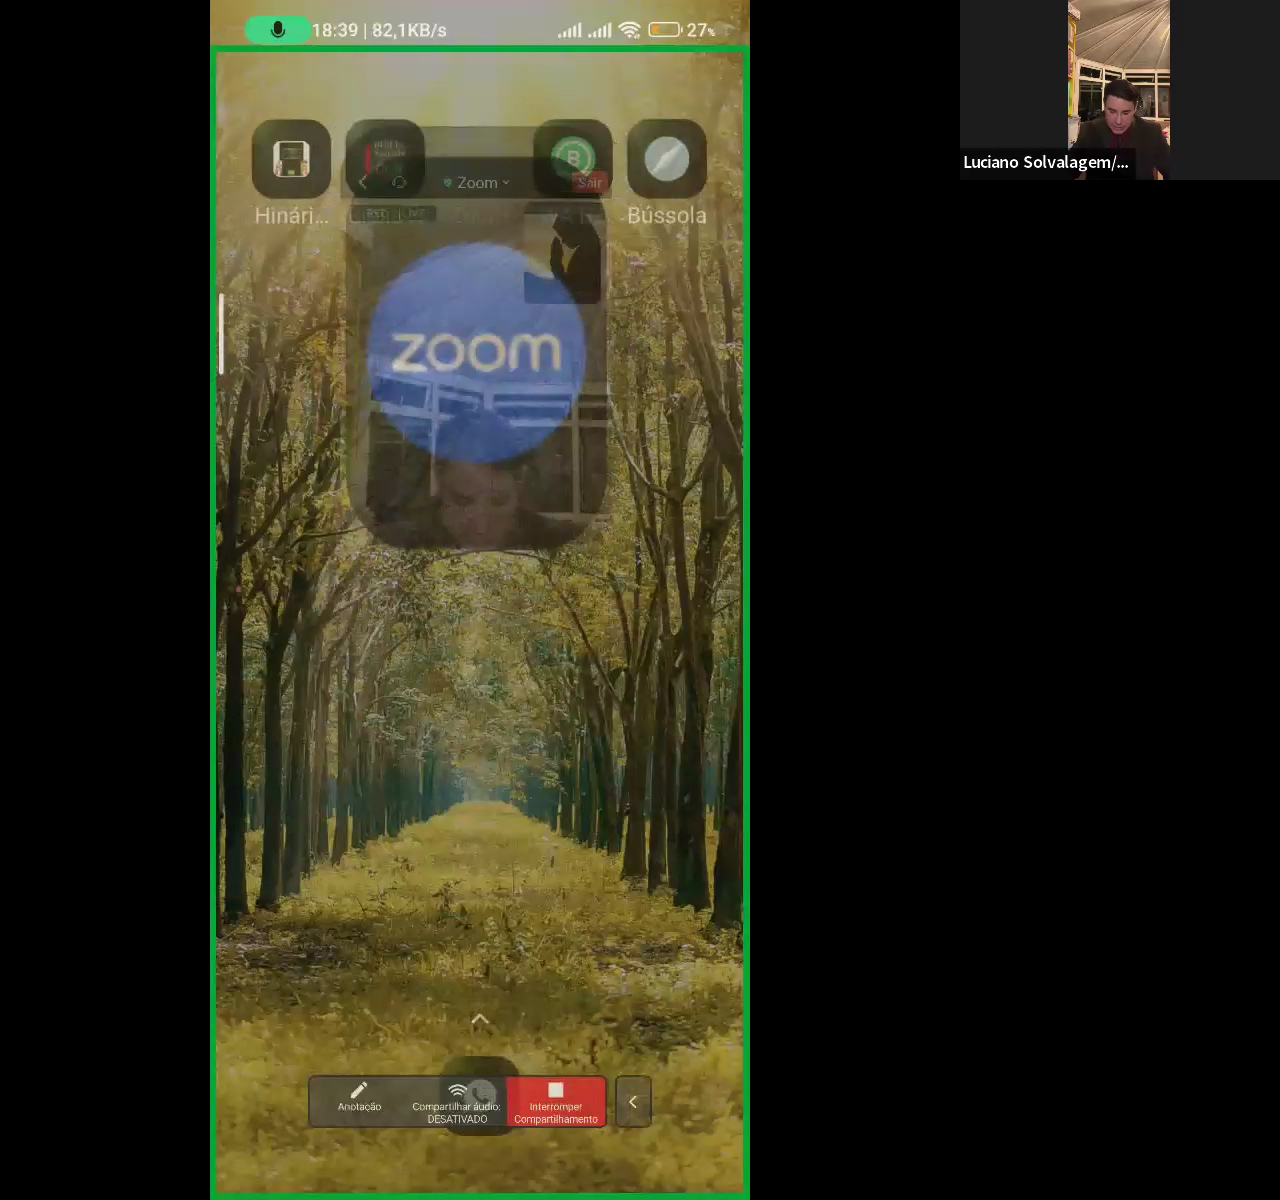 18:39 | 82,1KB/s
27%
Zoom
Sair
Hinári...
Bússola
zoom
Anotação
Compartilhar áudio:
DESATIVADO
Interromper
Compartilhamento
Luciano Solvalagem/...